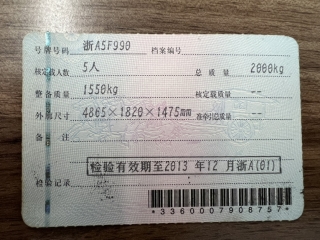 号牌号码 浙A5F990 档案编号
核定载人数 5人 总质量 2000kg
整备质量 1550kg 核定载质量 --
外廓尺寸 4865×1820×1475mm 准牵引总质量 --
备注
检验有效期至2013年12月浙A(01)
检验记录
*3360007908757*